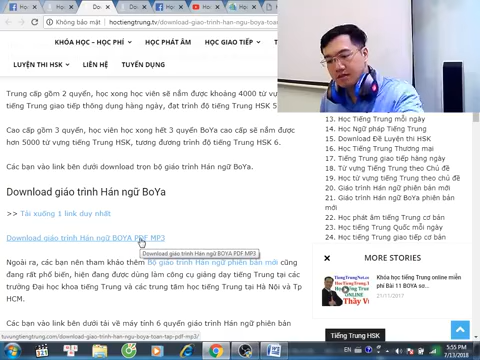 Không bảo mật | hoctiengtrung.tv/download-giao-trinh-han-ngu-boya-toan
KHÓA HỌC – HỌC PHÍ
HỌC PHÁT ÂM
HỌC GIAO TIẾP
LUYỆN THI HSK
LIÊN HỆ
TUYỂN DỤNG
Trung cấp gồm 2 quyển, học xong học viên sẽ nắm được khoảng 4000 từ vự
tiếng Trung giao tiếp thông dụng hàng ngày, đạt trình độ tiếng Trung HSK 5
Cao cấp gồm 3 quyển, học viên học xong hết 3 quyển BoYa cao cấp sẽ nắm được
hơn 5000 từ vựng tiếng Trung, tương đương trình độ tiếng Trung HSK 6.
Các bạn vào link bên dưới download trọn bộ giáo trình Hán ngữ BoYa.
Download giáo trình Hán ngữ BoYa
>> Tải xuống 1 link duy nhất
Download giáo trình Hán ngữ BOYA PDF MP3
Download giáo trình Hán ngữ BOYA PDF MP3
Ngoài ra, các bạn nên tham khảo thêm Bộ giáo trình Hán ngữ phiên bản mới cũng
đang rất phổ biến, hiện đang được dùng làm công cụ giảng dạy tiếng Trung tại các
trường Đại học khoa tiếng Trung và các trung tâm học tiếng Trung tại Hà Nội và Tp
HCM.
Các bạn vào link bên dưới tải về máy tính 6 quyển giáo trình Hán ngữ phiên bản
13. Học tiếng Trung mỗi ngày
14. Học Ngữ pháp Tiếng Trung
15. Download Đề Luyện thi HSK
16. Học tiếng Trung Thương mại
17. Tiếng Trung giao tiếp hàng ngày
18. Từ vựng Tiếng Trung theo Chủ đề
19. Học từ vựng tiếng Trung theo chủ đề
20. Giáo trình Hán ngữ phiên bản mới
21. Giáo trình Hán ngữ BoYa phiên bản
mới
22. Học phát âm tiếng Trung cơ bản
23. Học tiếng Trung Quốc mỗi ngày
24. Học tiếng Trung giao tiếp cơ bản
MORE STORIES
Khóa học tiếng Trung online miễn
phí Bài 11 BOYA sơ...
21/11/2017
Tiếng Trung HSK
tuvungtiengtrung.com/download-giao-trinh-han-ngu-boya-toan-tap-pdf-mp3/
EN
5:55 PM
7/13/2018